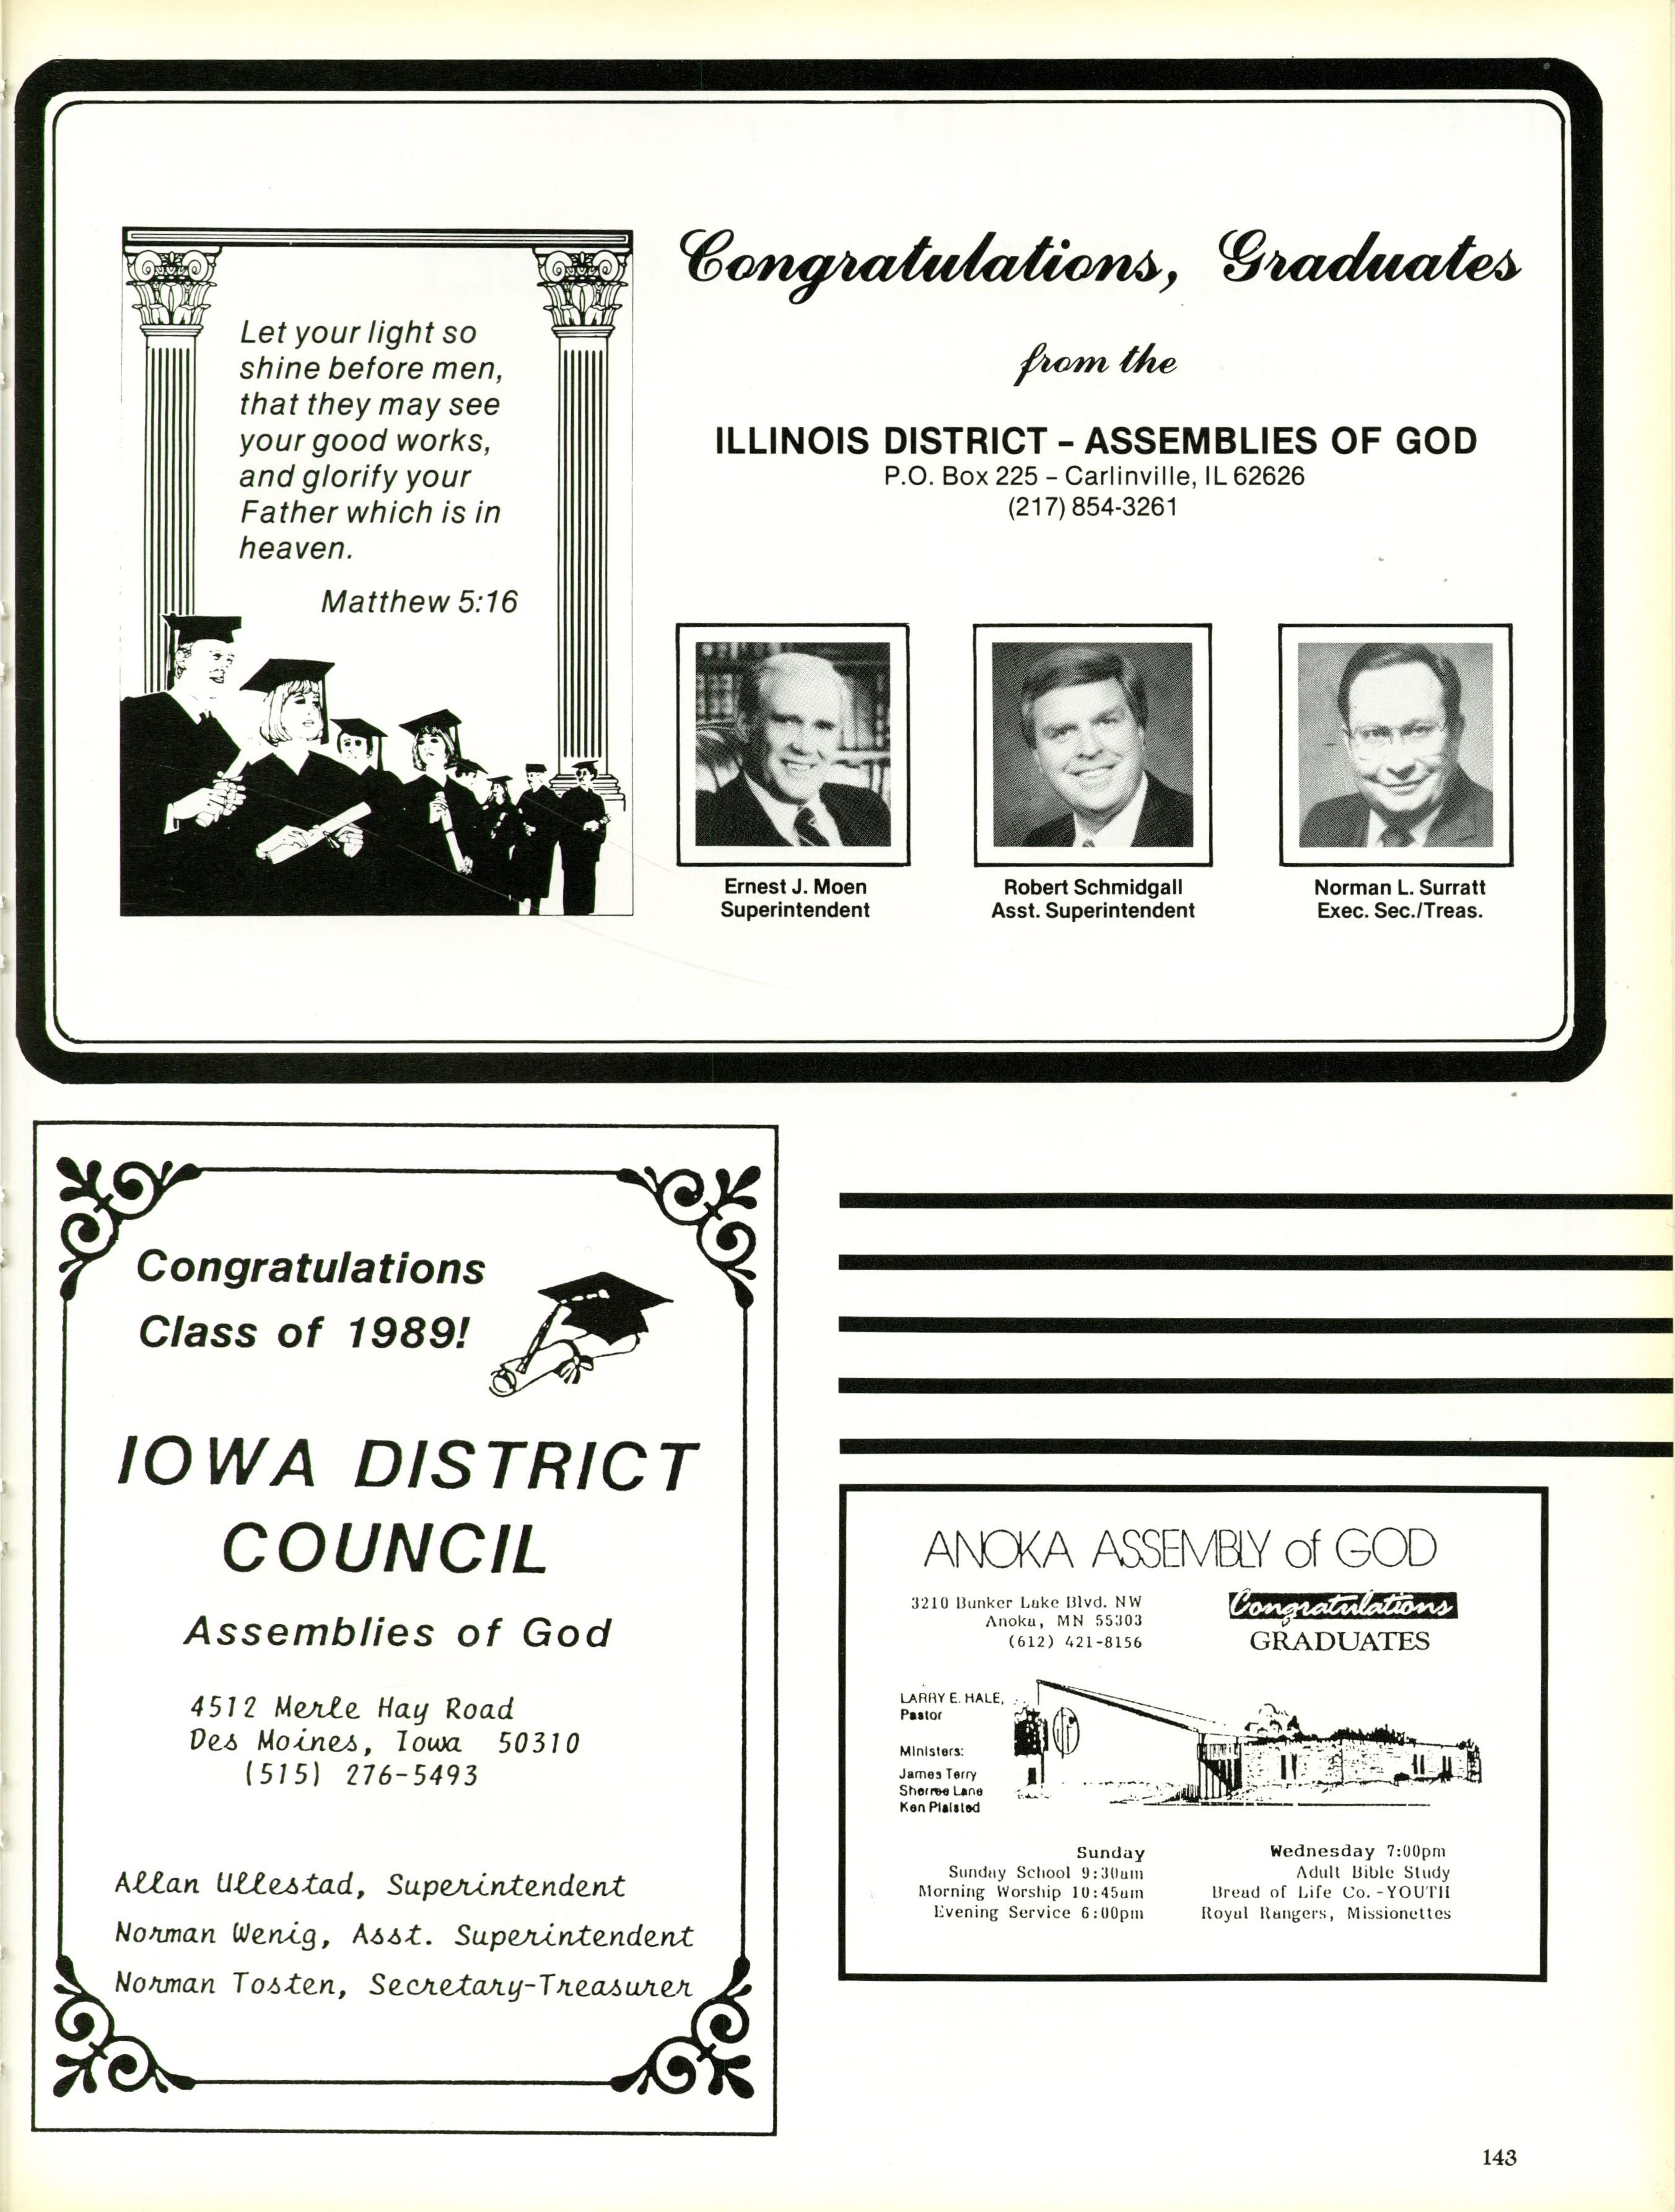 Let your light so
shine before men,
that they may see
your good works,
and glorify your
Father which is in
heaven.
Matthew 5:16
Congratulations, Graduates
from the
ILLINOIS DISTRICT – ASSEMBLIES OF GOD
P.O. Box 225 – Carlinville, IL 62626
(217) 854-3261
Ernest J. Moen
Superintendent
Robert Schmidgall
Asst. Superintendent
Norman L. Surratt
Exec. Sec./Treas.
Congratulations
Class of 1989!
IOWA DISTRICT
COUNCIL
Assemblies of God
4512 Merle Hay Road
Des Moines, Iowa 50310
(515) 276-5493
Allan Ullestad, Superintendent
Norman Wenig, Asst. Superintendent
Norman Tosten, Secretary-Treasurer
ANOKA ASSEMBLY of GOD
3210 Bunker Lake Blvd. NW
Anoka, MN 55303
(612) 421-8156
Congratulations
GRADUATES
LARRY E. HALE,
Pastor
Ministers:
James Terry
Sherree Lane
Ken Plaisted
Sunday
Sunday School 9:30am
Morning Worship 10:45am
Evening Service 6:00pm
Wednesday 7:00pm
Adult Bible Study
Bread of Life Co.-YOUTH
Royal Rangers, Missionettes
143